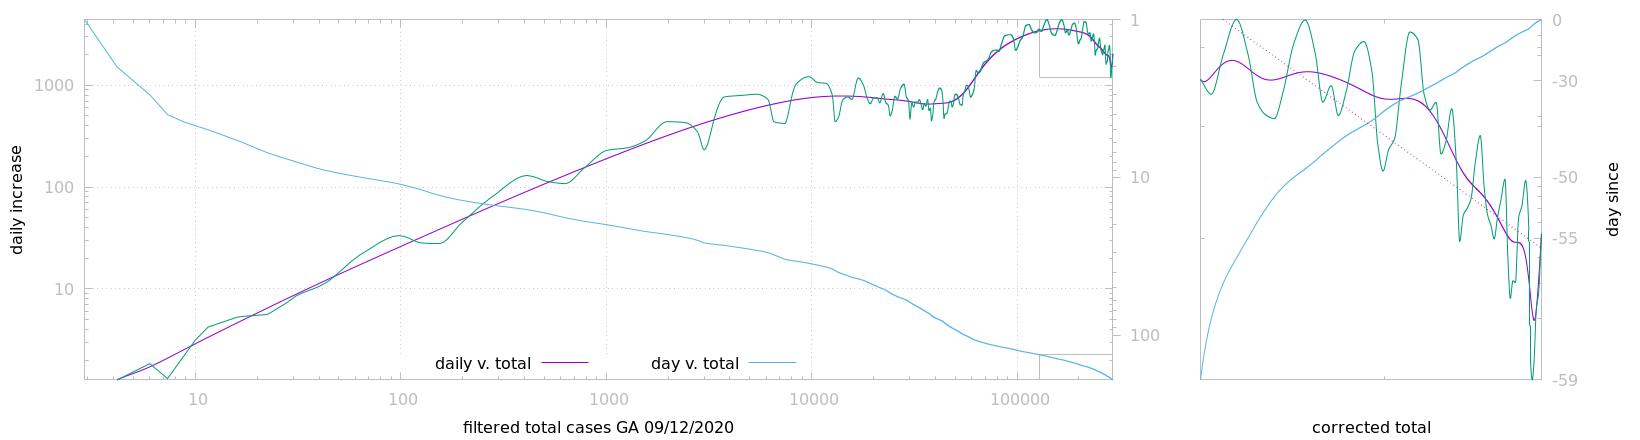 daily increase
1000
100
10
10
100
1000
10000
100000
filtered total cases GA 09/12/2020
daily v. total
day v. total
1
10
100
0
-30
-50
-55
-59
day since
corrected total